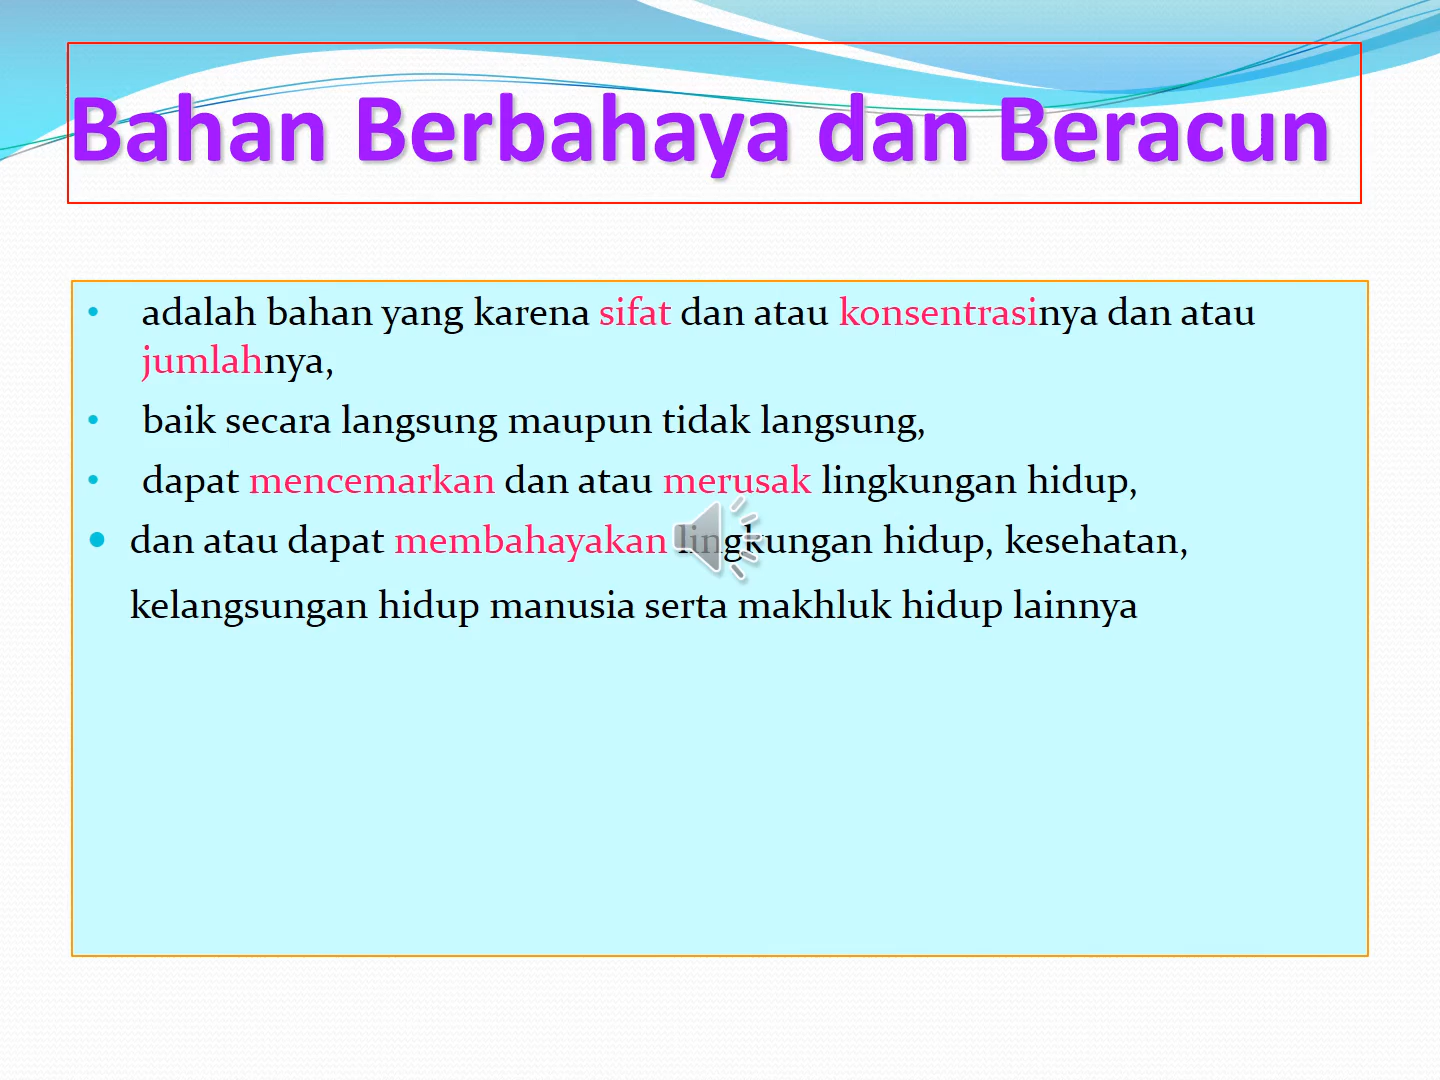 Bahan Berbahaya dan Beracun
• adalah bahan yang karena sifat dan atau konsentrasinya dan atau
jumlahnya,
• baik secara langsung maupun tidak langsung,
• dapat mencemarkan dan atau merusak lingkungan hidup,
• dan atau dapat membahayakan lingkungan hidup, kesehatan,
kelangsungan hidup manusia serta makhluk hidup lainnya